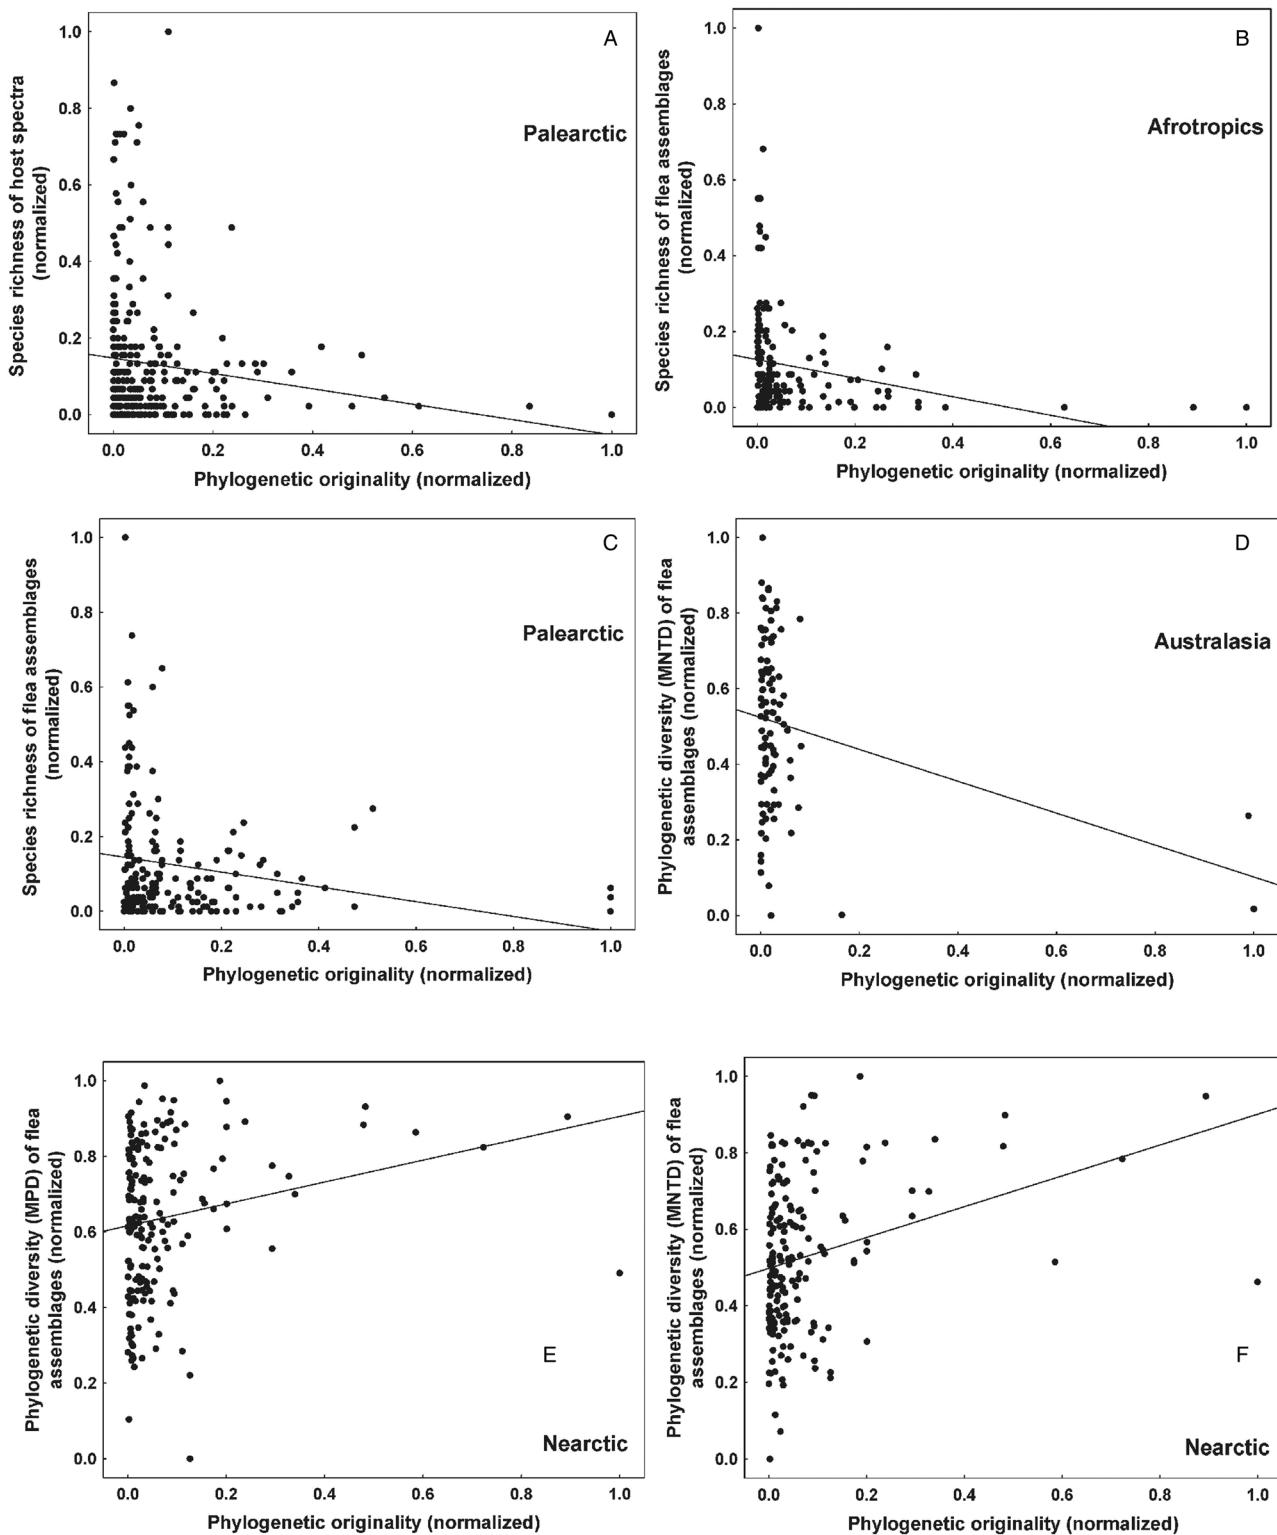 A
Palearctic
Species richness of host spectra
(normalized)
1.0
0.8
0.6
0.4
0.2
0.0
0.0 0.2 0.4 0.6 0.8 1.0
Phylogenetic originality (normalized)
B
Afrotropics
Species richness of flea assemblages
(normalized)
1.0
0.8
0.6
0.4
0.2
0.0
0.0 0.2 0.4 0.6 0.8 1.0
Phylogenetic originality (normalized)
C
Palearctic
Species richness of flea assemblages
(normalized)
1.0
0.8
0.6
0.4
0.2
0.0
0.0 0.2 0.4 0.6 0.8 1.0
Phylogenetic originality (normalized)
D
Australasia
Phylogenetic diversity (MNTD) of flea
assemblages (normalized)
1.0
0.8
0.6
0.4
0.2
0.0
0.0 0.2 0.4 0.6 0.8 1.0
Phylogenetic originality (normalized)
E
Nearctic
Phylogenetic diversity (MPD) of flea
assemblages (normalized)
1.0
0.8
0.6
0.4
0.2
0.0
0.0 0.2 0.4 0.6 0.8 1.0
Phylogenetic originality (normalized)
F
Nearctic
Phylogenetic diversity (MNTD) of flea
assemblages (normalized)
1.0
0.8
0.6
0.4
0.2
0.0
0.0 0.2 0.4 0.6 0.8 1.0
Phylogenetic originality (normalized)